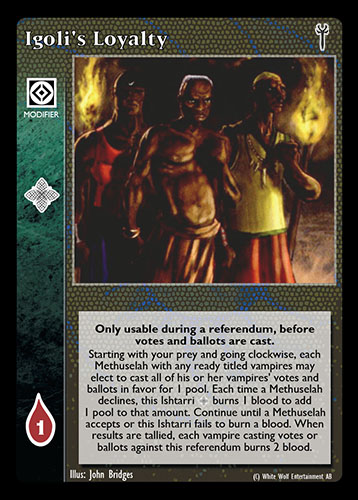 Igoli's Loyalty
MODIFIER
Only usable during a referendum, before
votes and ballots are cast.
Starting with your prey and going clockwise, each
Methuselah with any ready titled vampires may
elect to cast all of his or her vampires' votes and
ballots in favor for 1 pool. Each time a Methuselah
declines, this Ishtarri burns 1 blood to add
1 pool to that amount. Continue until a Methuselah
accepts or this Ishtarri fails to burn a blood. When
results are tallied, each vampire casting votes or
ballots against this referendum burns 2 blood.
1
Illus: John Bridges (C) White Wolf Entertainment AB